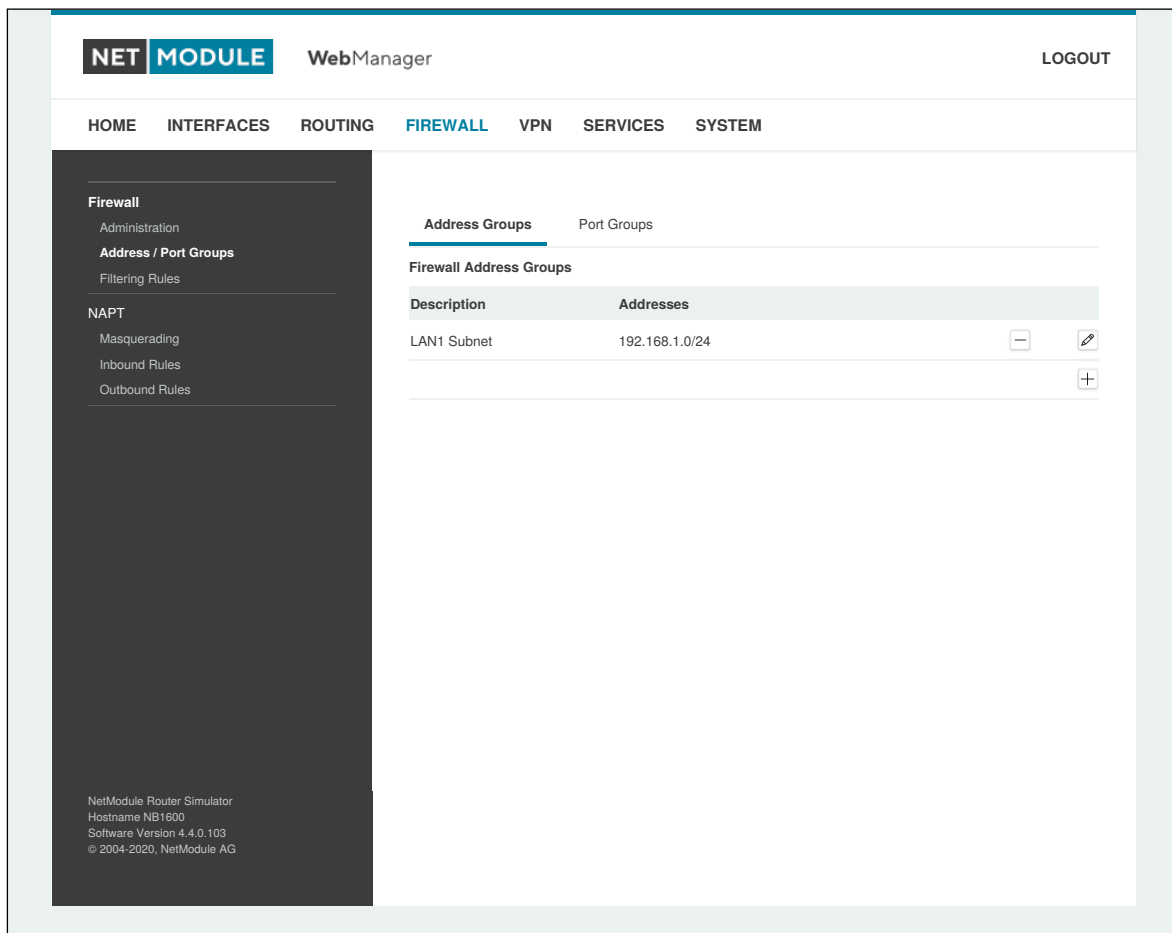 NET MODULE WebManager LOGOUT
HOME INTERFACES ROUTING FIREWALL VPN SERVICES SYSTEM
Firewall
Administration
Address / Port Groups
Filtering Rules
NAPT
Masquerading
Inbound Rules
Outbound Rules
Address Groups Port Groups
Firewall Address Groups
Description Addresses
LAN1 Subnet 192.168.1.0/24
NetModule Router Simulator
Hostname NB1600
Software Version 4.4.0.103
© 2004-2020, NetModule AG